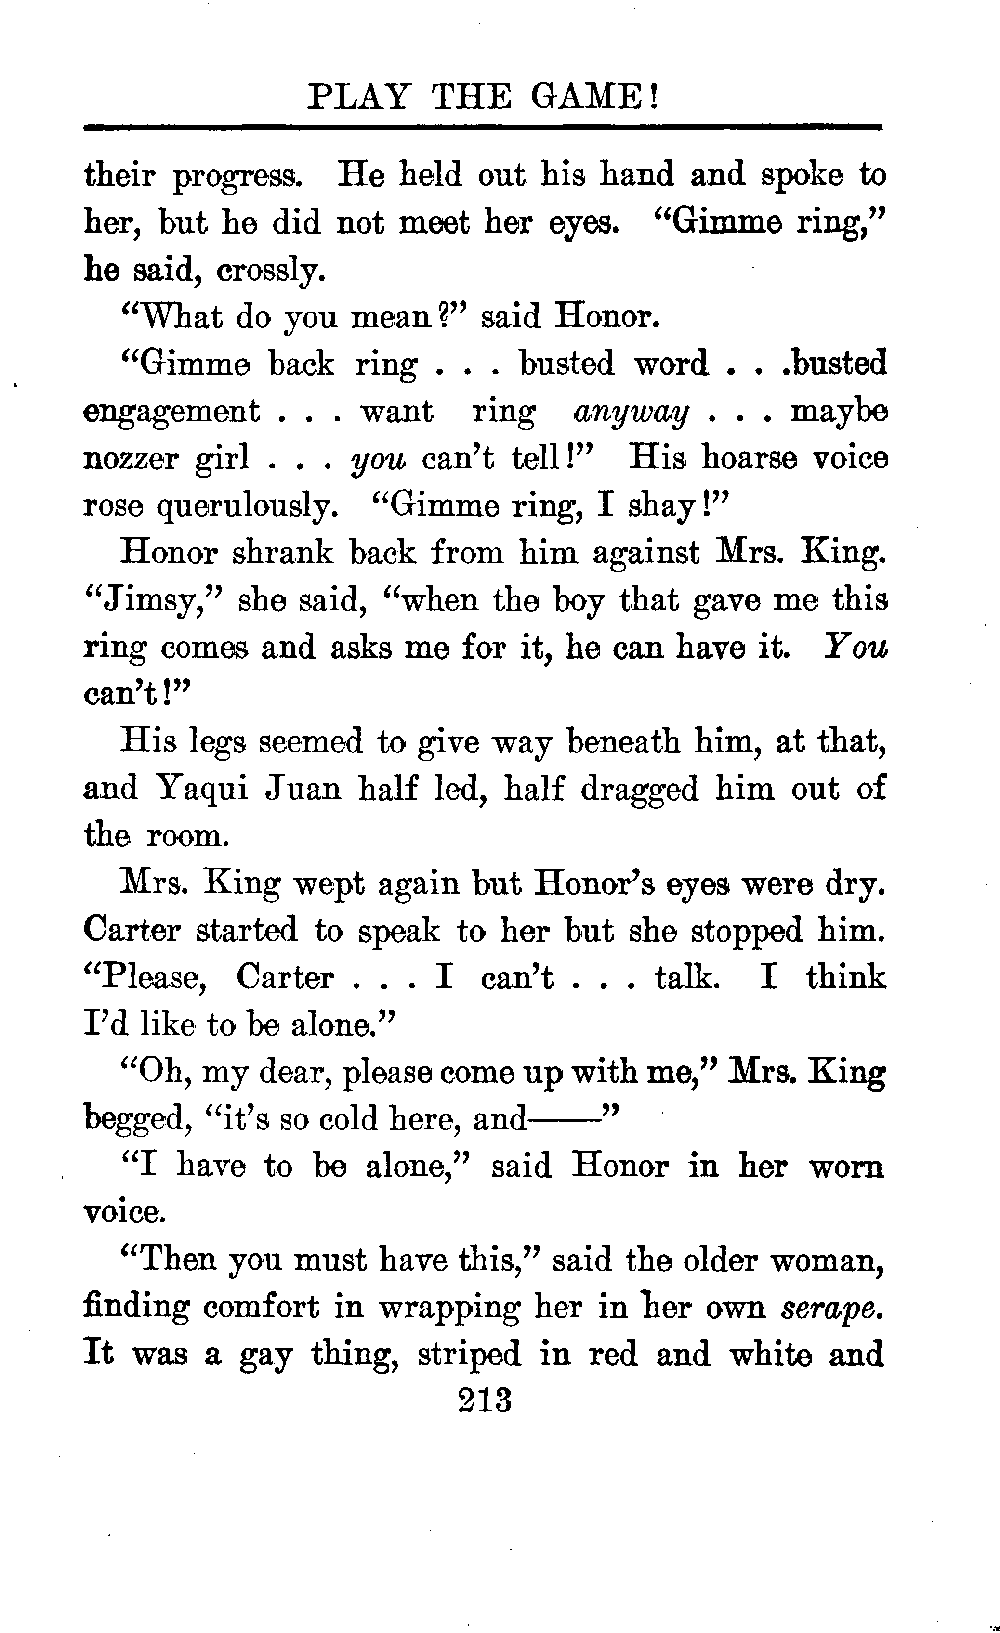 PLAY THE GAME!
their progress. He held out his hand and spoke to
her, but he did not meet her eyes. “Gimme ring,”
he said, crossly.
“What do you mean?” said Honor.
“Gimme back ring . . . busted word . . .busted
engagement . . . want ring anyway . . . maybe
nozzer girl . . . you can’t tell!” His hoarse voice
rose querulously. “Gimme ring, I shay!”
Honor shrank back from him against Mrs. King.
“Jimsy,” she said, “when the boy that gave me this
ring comes and asks me for it, he can have it. You
can’t!”
His legs seemed to give way beneath him, at that,
and Yaqui Juan half led, half dragged him out of
the room.
Mrs. King wept again but Honor’s eyes were dry.
Carter started to speak to her but she stopped him.
“Please, Carter . . . I can’t . . . talk. I think
I’d like to be alone.”
“Oh, my dear, please come up with me,” Mrs. King
begged, “it’s so cold here, and——”
“I have to be alone,” said Honor in her worn
voice.
“Then you must have this,” said the older woman,
finding comfort in wrapping her in her own serape.
It was a gay thing, striped in red and white and
213